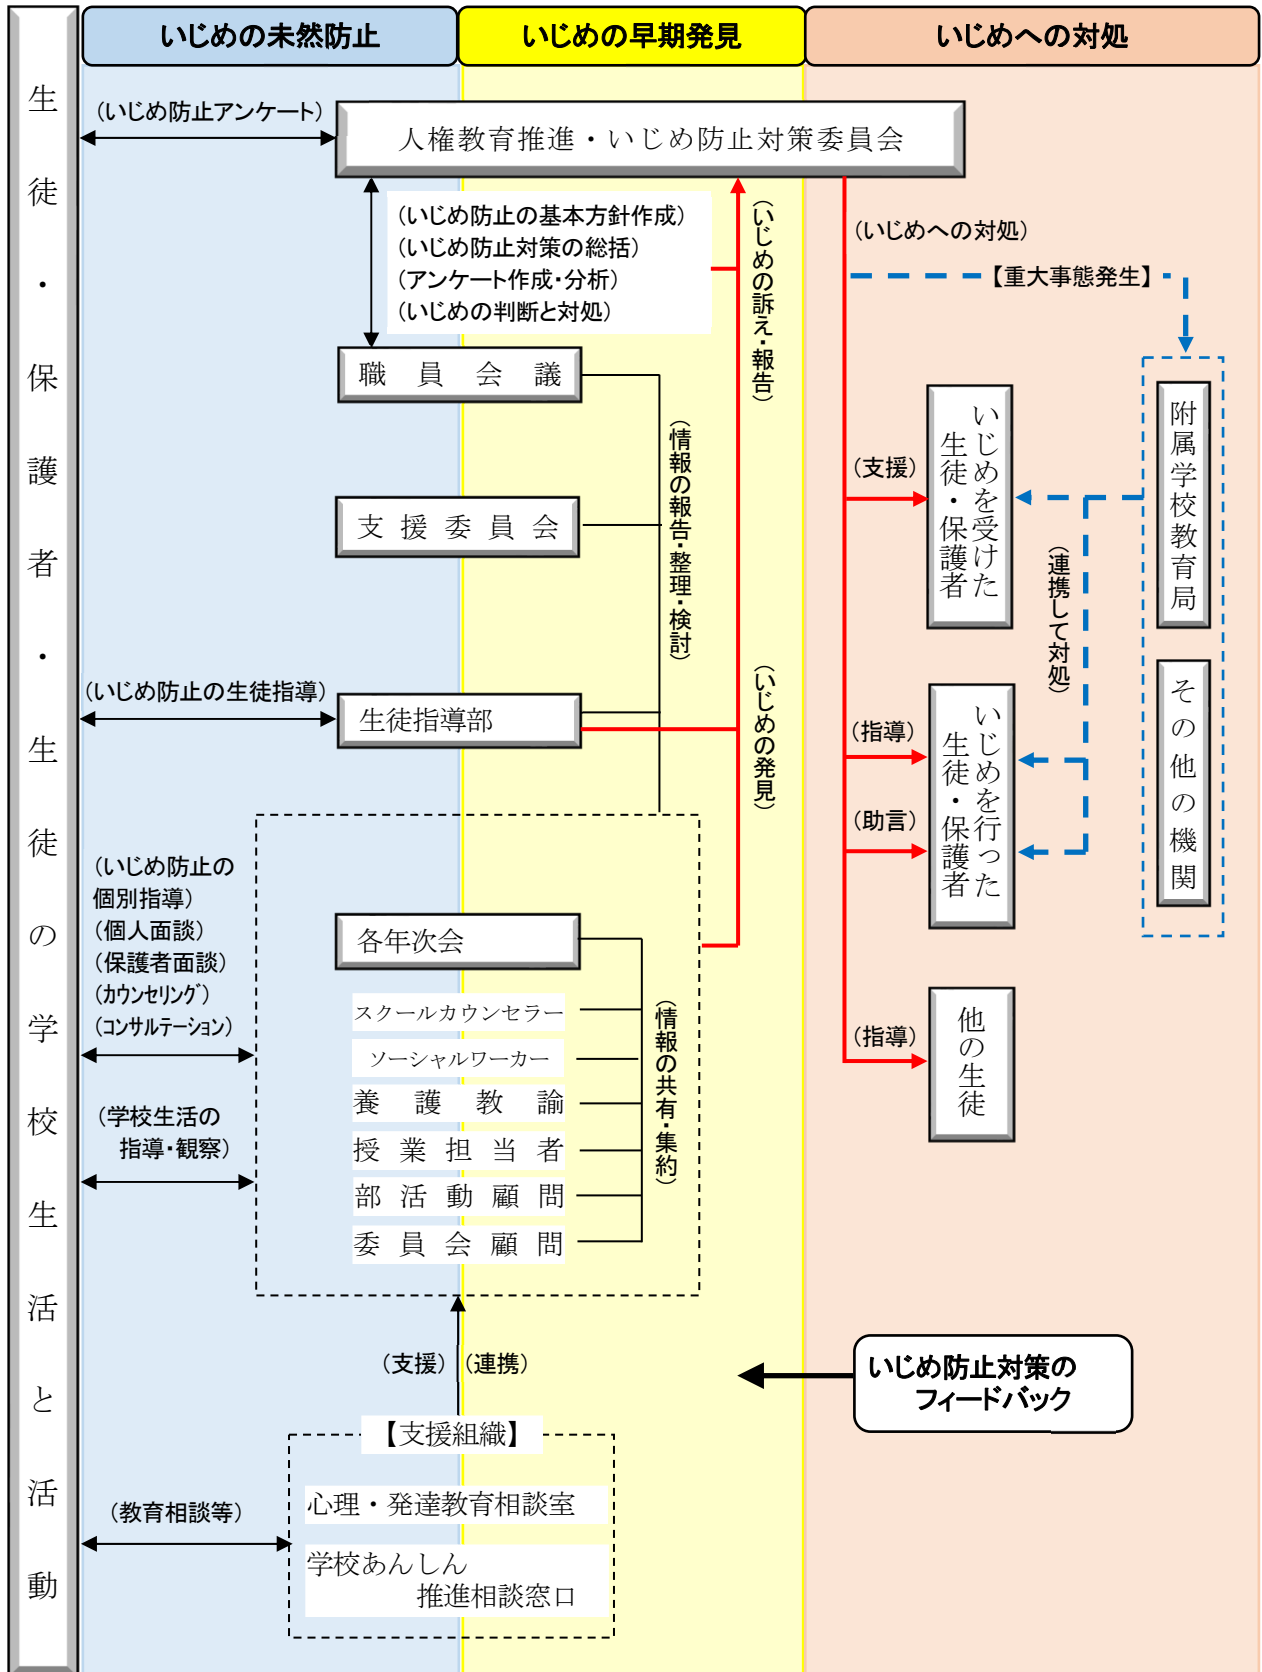 いじめの未然防止
いじめの早期発見
いじめへの対処
生徒・保護者・生徒の学校生活と活動
(いじめ防止アンケート)
人権教育推進・いじめ防止対策委員会
(いじめ防止の基本方針作成)
(いじめ防止対策の総括)
(アンケート作成・分析)
(いじめの判断と対処)
(いじめの訴え・報告)
(いじめへの対処)
【重大事態発生】
職員会議
(情報の報告・整理・検討)
支援委員会
(支援)
いじめを受けた
生徒・保護者
附属学校教育局
(連携して対処)
その他の機関
(いじめ防止の生徒指導)
生徒指導部
(いじめの発見)
(指導)
(助言)
いじめを行った
生徒・保護者
(いじめ防止の
個別指導)
(個人面談)
(保護者面談)
(ｶｳﾝｾﾘﾝｸﾞ)
(ｺﾝｻﾙﾃｰｼｮﾝ)
各年次会
スクールカウンセラー
ソーシャルワーカー
養護教諭
授業担当者
部活動顧問
委員会顧問
(情報の共有・集約)
(指導)
他の生徒
(学校生活の
指導・観察)
(支援)
(連携)
いじめ防止対策の
フィードバック
【支援組織】
心理・発達教育相談室
学校あんしん
推進相談窓口
(教育相談等)